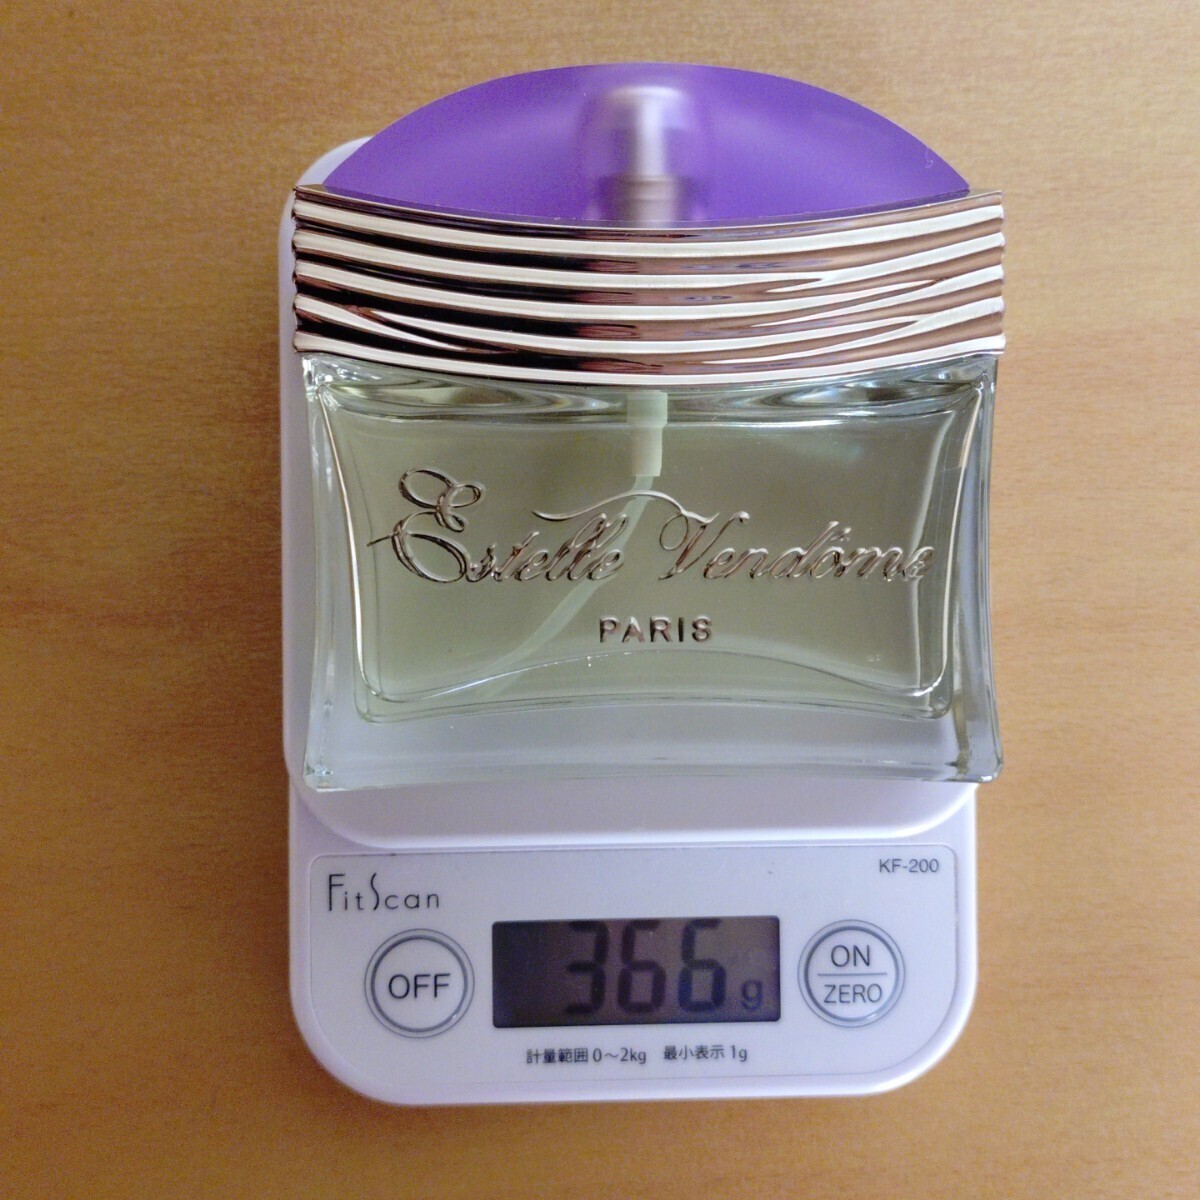 Estelle Vendôme
PARIS
KF-200
FitScan
OFF
366g
ON
ZERO
計量範囲 0～2kg 最小表示 1g